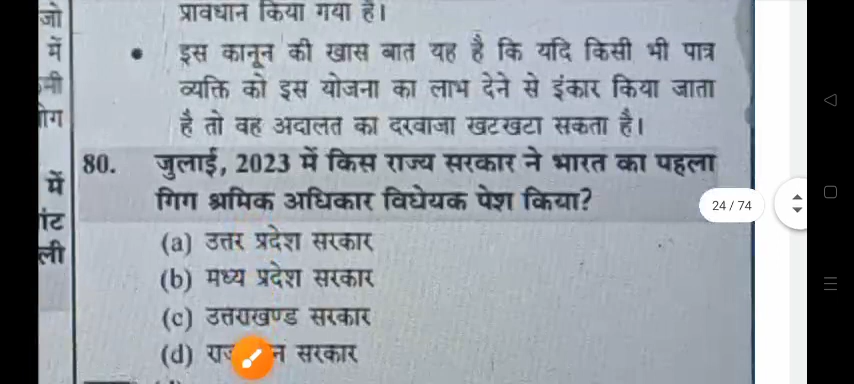 जो
में
प्रावधान किया गया है।
• इस कानून की खास बात यह है कि यदि किसी भी पात्र
व्यक्ति को इस योजना का लाभ देने से इंकार किया जाता
है तो वह अदालत का दरवाजा खटखटा सकता है।
80. जुलाई, 2023 में किस राज्य सरकार ने भारत का पहला
गिग श्रमिक अधिकार विधेयक पेश किया?
(a) उत्तर प्रदेश सरकार
(b) मध्य प्रदेश सरकार
(c) उत्तराखण्ड सरकार
(d) सरकार
में
24 / 74